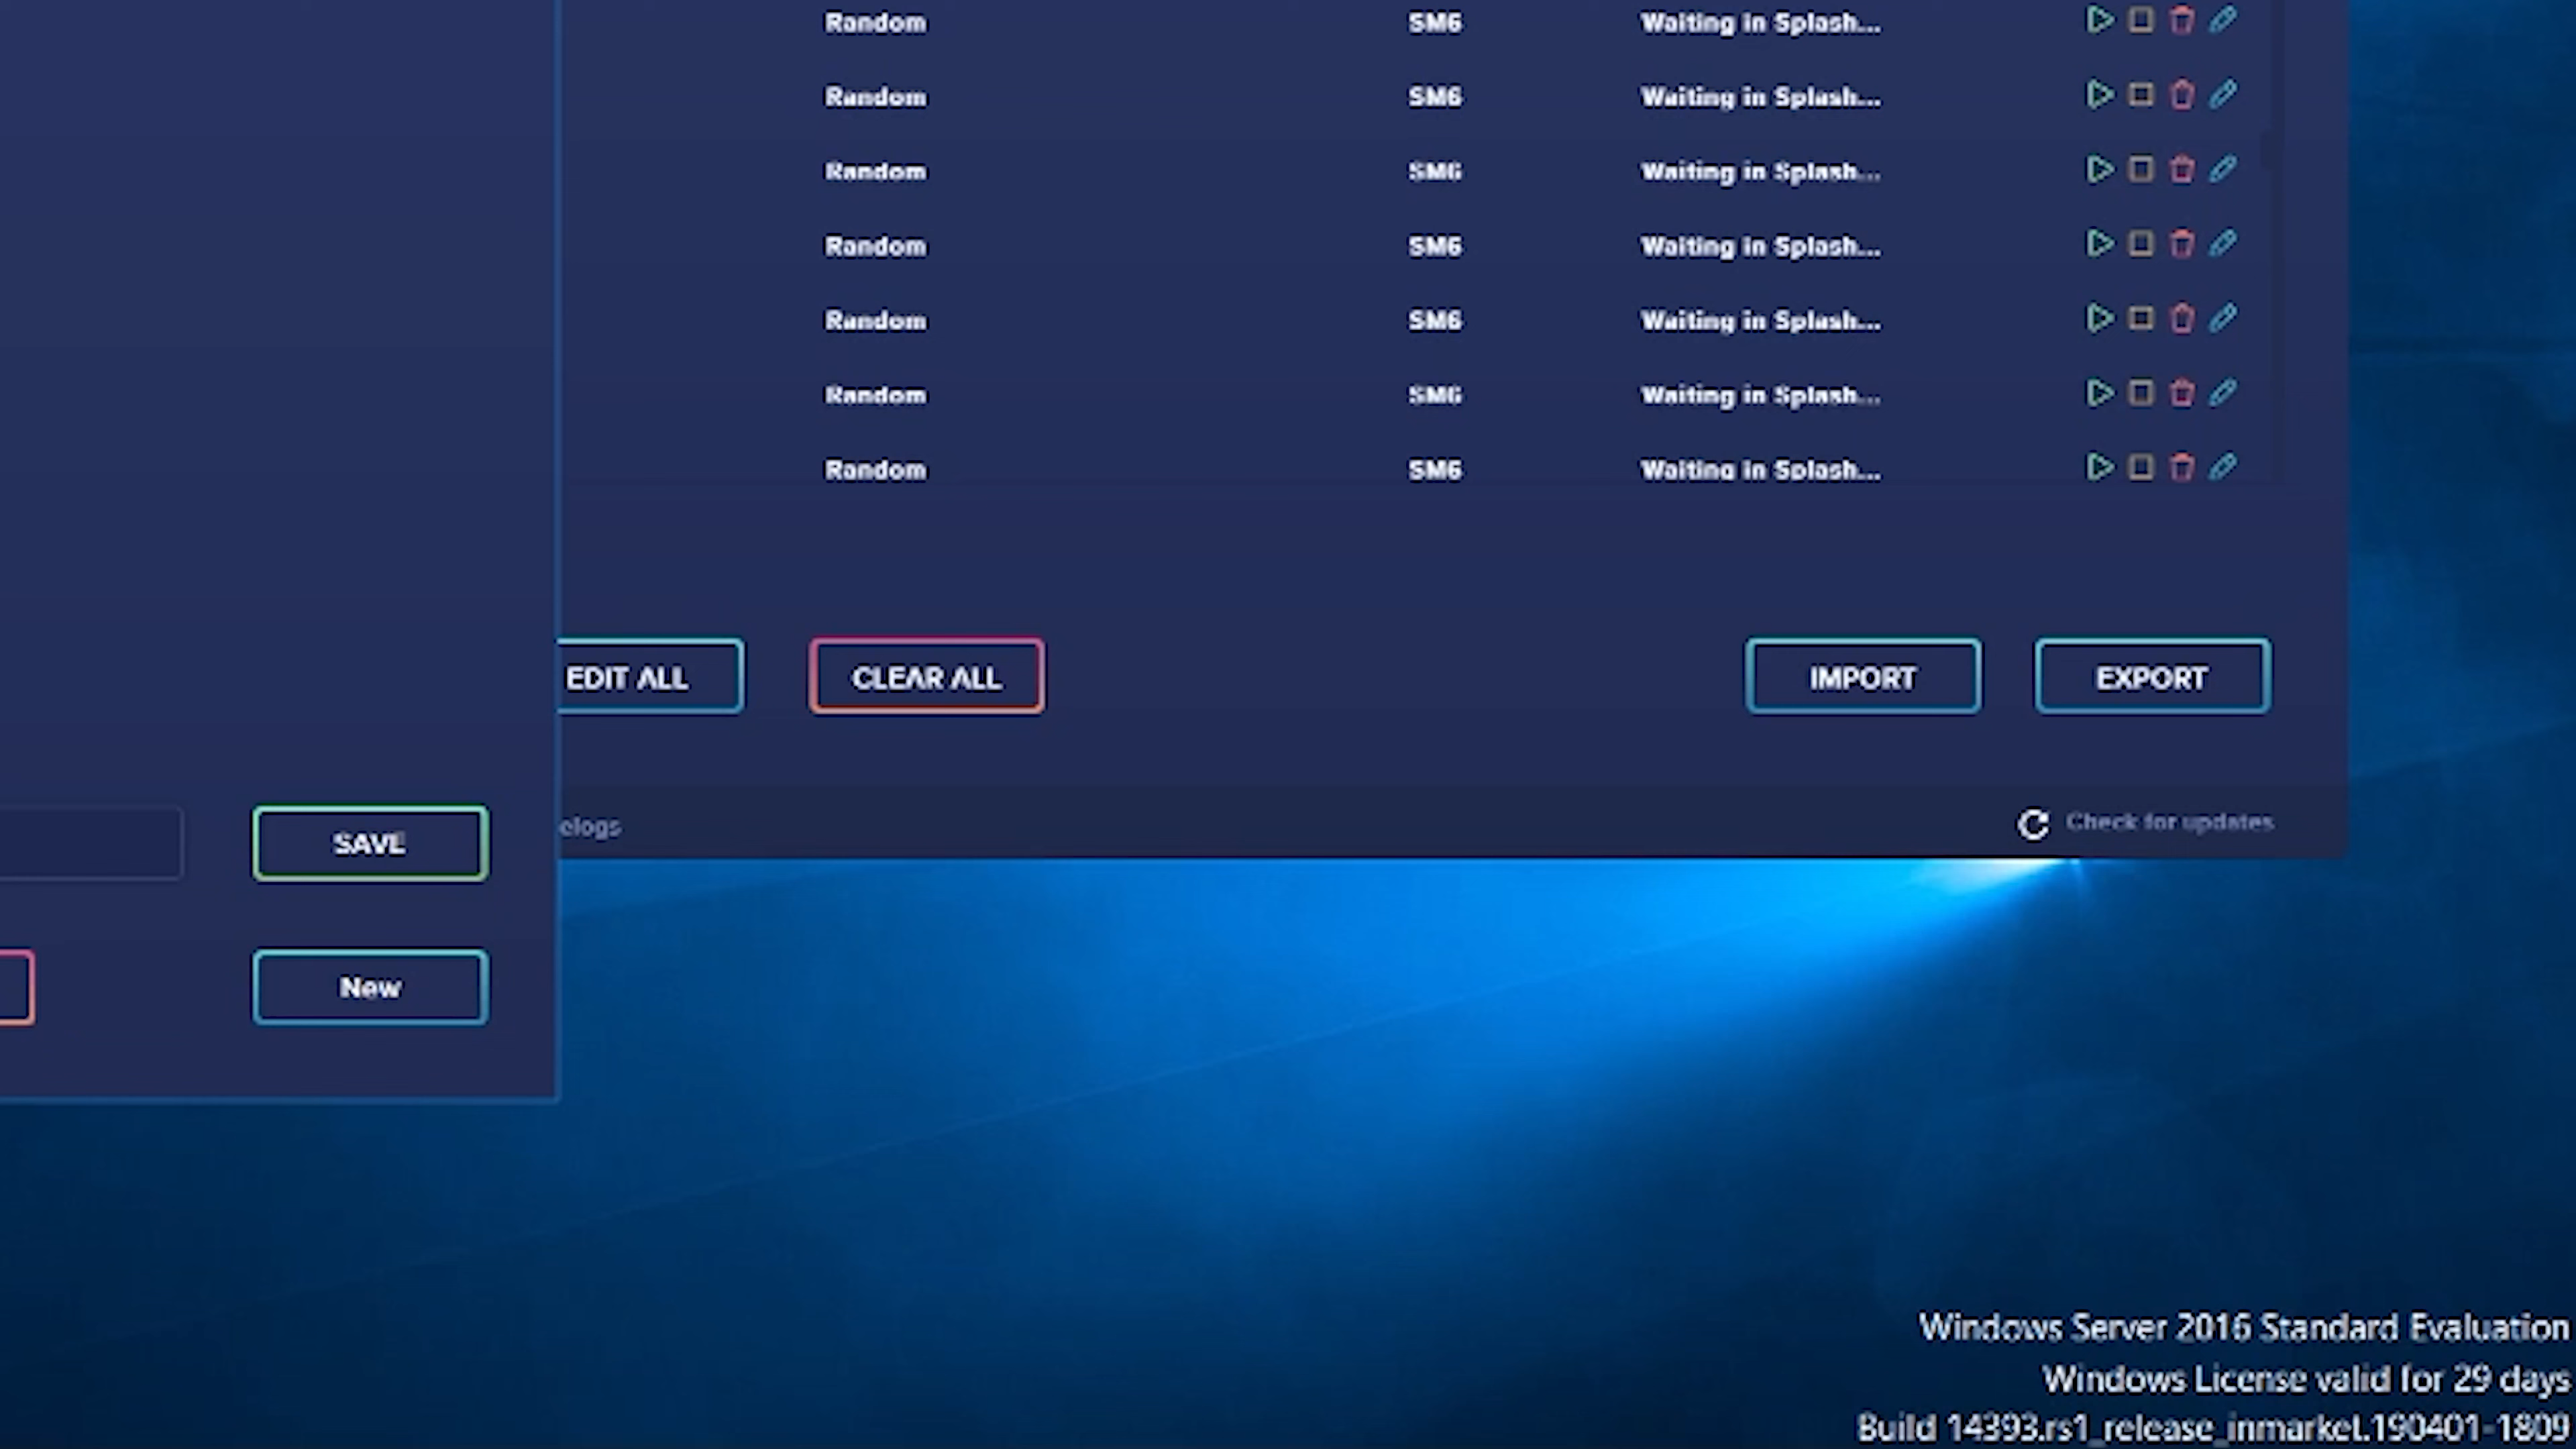 Random SM6 Waiting in Splash...
Random SM6 Waiting in Splash...
Random SM6 Waiting in Splash...
Random SM6 Waiting in Splash...
Random SM6 Waiting in Splash...
Random SM6 Waiting in Splash...
Random SM6 Waiting in Splash...
EDIT ALL CLEAR ALL IMPORT EXPORT
elogs Check for updates
SAVE
New
Windows Server 2016 Standard Evaluation
Windows License valid for 29 days
Build 14393.rs1_release_inmarket.190401-1809